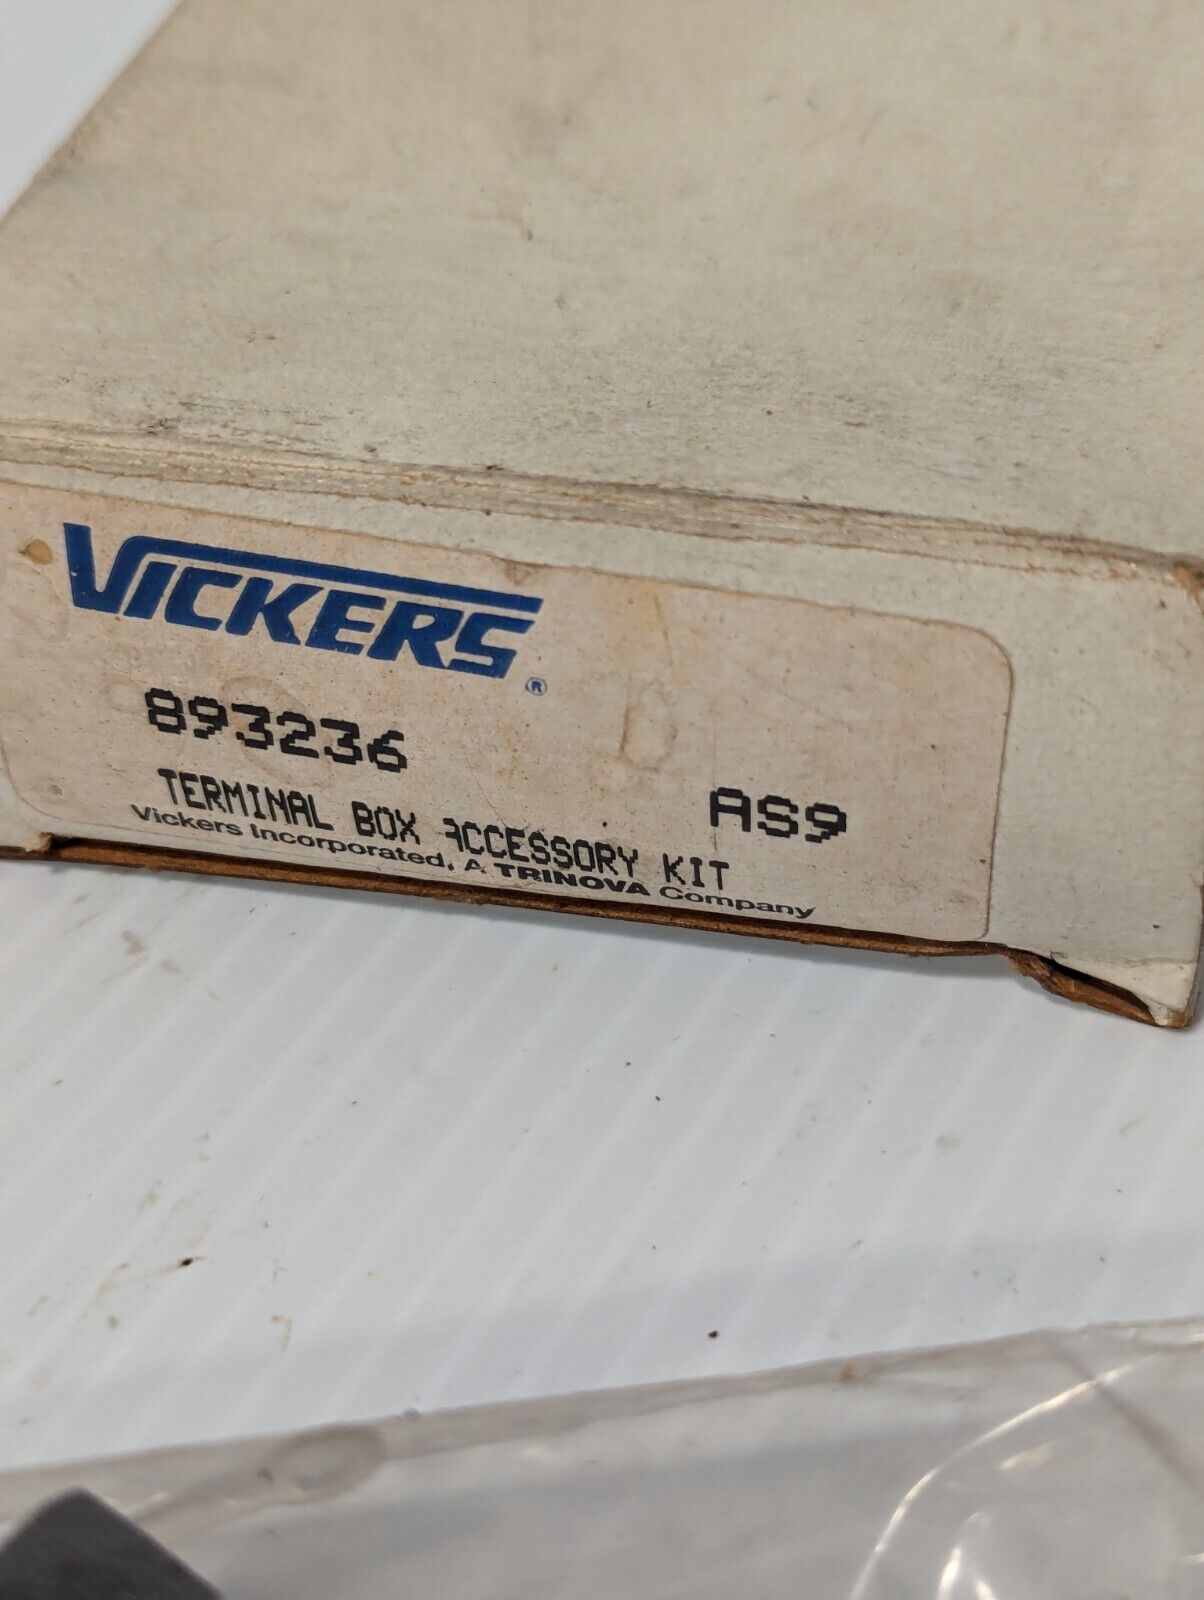 VICKERS®
893236
AS9
TERMINAL BOX ACCESSORY KIT
Vickers Incorporated, A TRINOVA Company